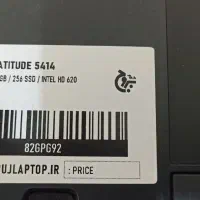 ATITUDE 5414
GB / 256 SSD / INTEL HD 620
82GPG92
UJLAPTOP.IR
: PRICE